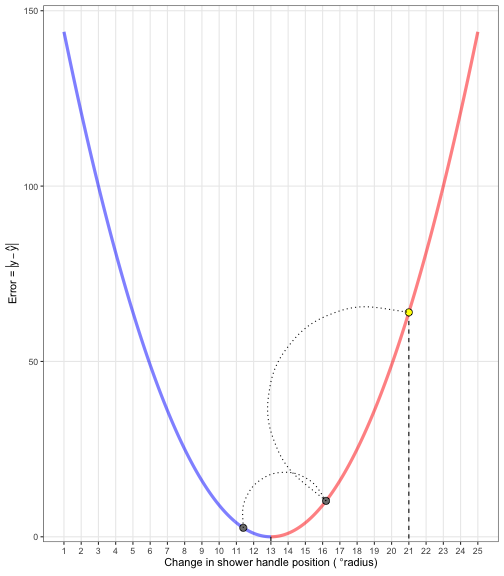 150
100
50
0
Error = |y − ŷ|
1 2 3 4 5 6 7 8 9 10 11 12 13 14 15 16 17 18 19 20 21 22 23 24 25
Change in shower handle position ( °radius)